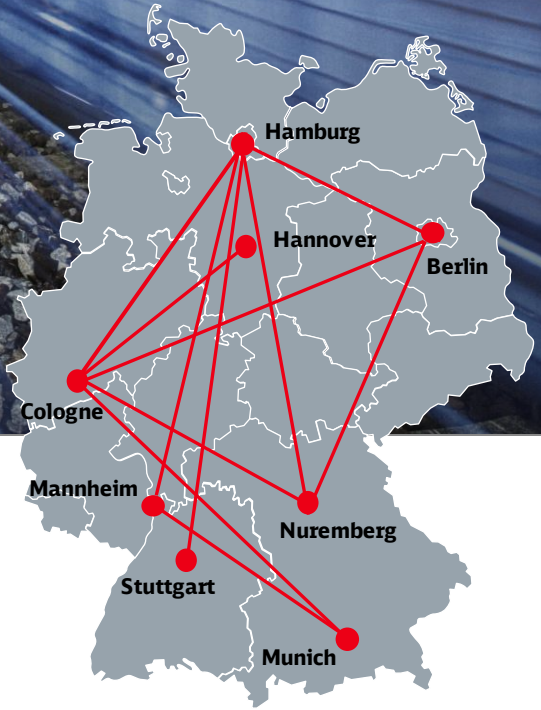 Hamburg
Hannover
Berlin
Cologne
Mannheim
Nuremberg
Stuttgart
Munich